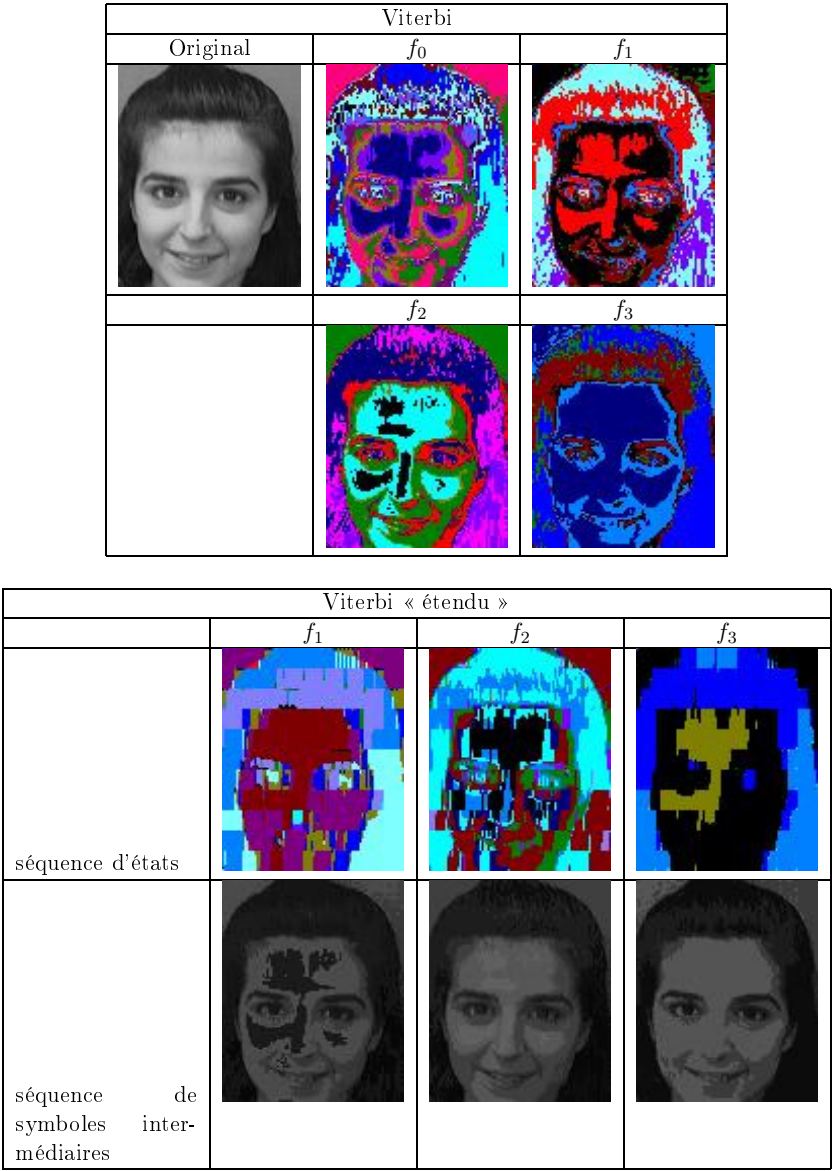 Viterbi
Original f0 f1
f2 f3
Viterbi « étendu »
f1 f2 f3
séquence d'états
séquence de
symboles inter-
médiaires